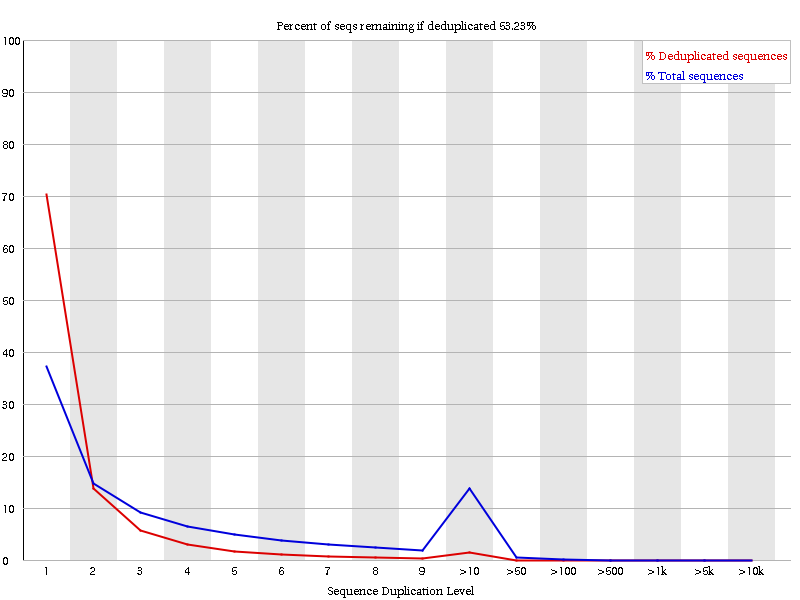 Percent of seqs remaining if deduplicated 53.23%
% Deduplicated sequences
% Total sequences
100
90
80
70
60
50
40
30
20
10
0
1 2 3 4 5 6 7 8 9 >10 >50 >100 >500 >1k >5k >10k
Sequence Duplication Level